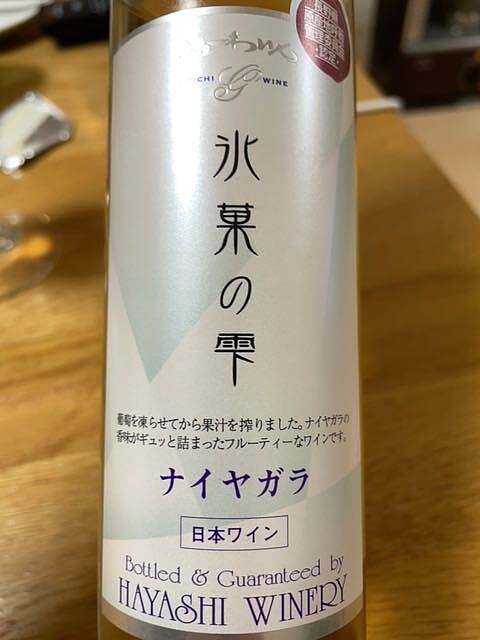 WINE
氷菓の雫
葡萄を凍らせてから果汁を搾りました。ナイヤガラの
香味がギュッと詰まったフルーティーなワインです。
ナイヤガラ
日本ワイン
Bottled & Guaranteed by
HAYASHI WINERY